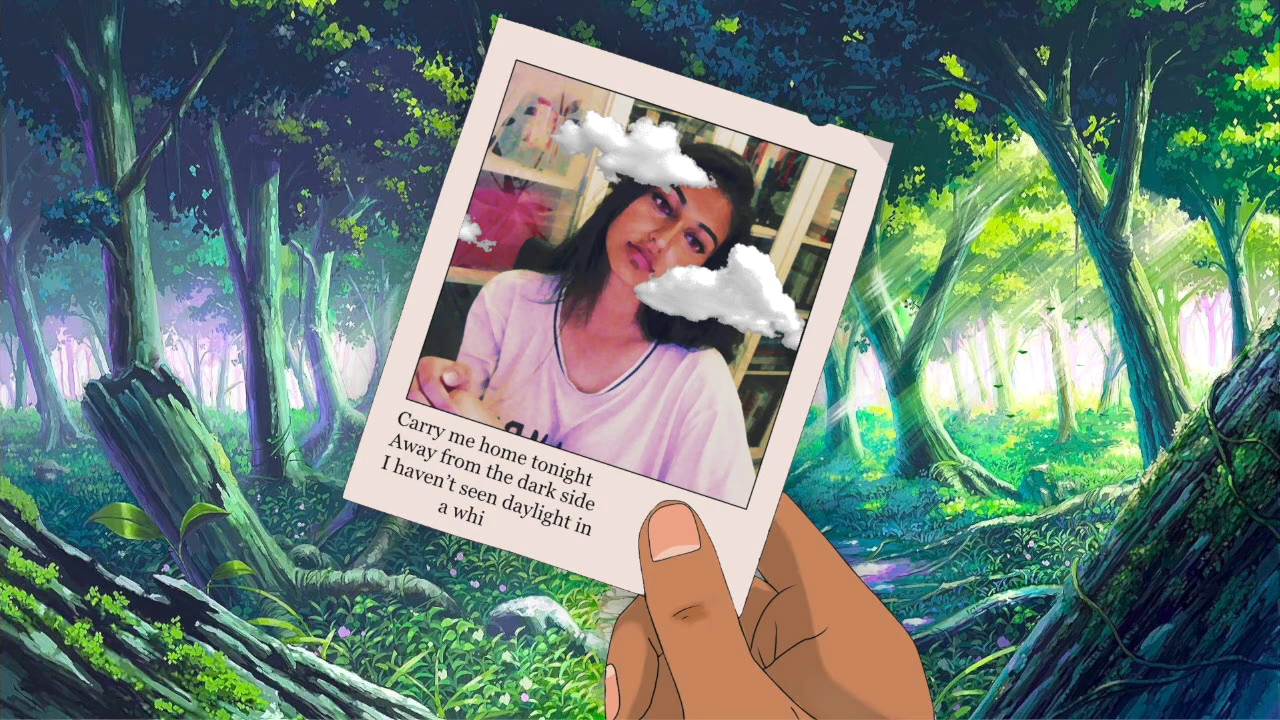 Carry me home tonight
Away from the dark side
I haven’t seen daylight in
a whi